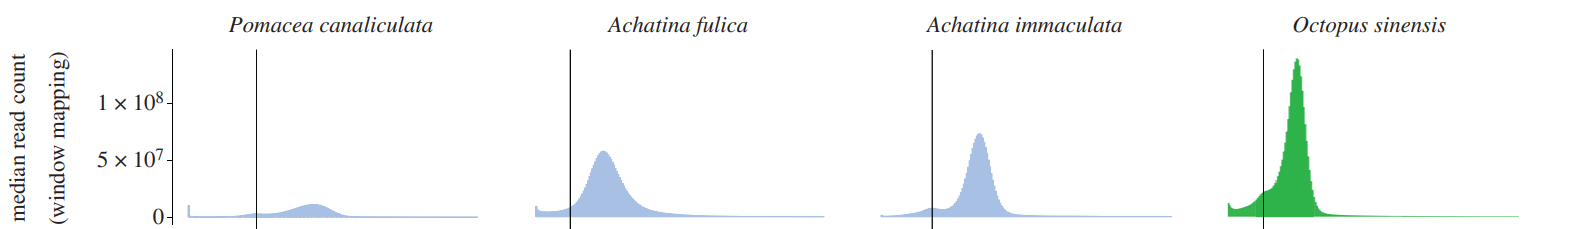 Pomacea canaliculata
Achatina fulica
Achatina immaculata
Octopus sinensis
median read count
(window mapping)
1 × 10⁸
5 × 10⁷
0